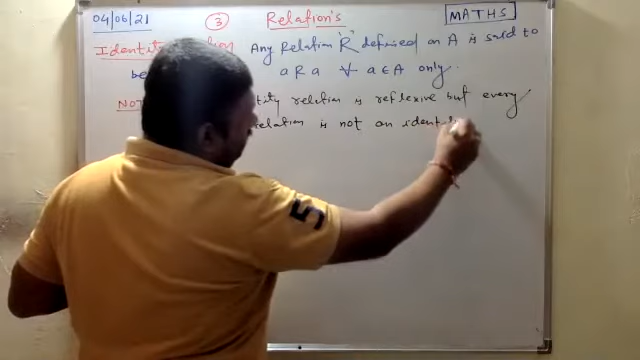 04/06/21 3 Relation's MATHS
Identity Any Relation "R" defined on A is said to
be a R a ∀ a ∈ A only.
NOT relation is reflexive but every
relation is not an identi
5